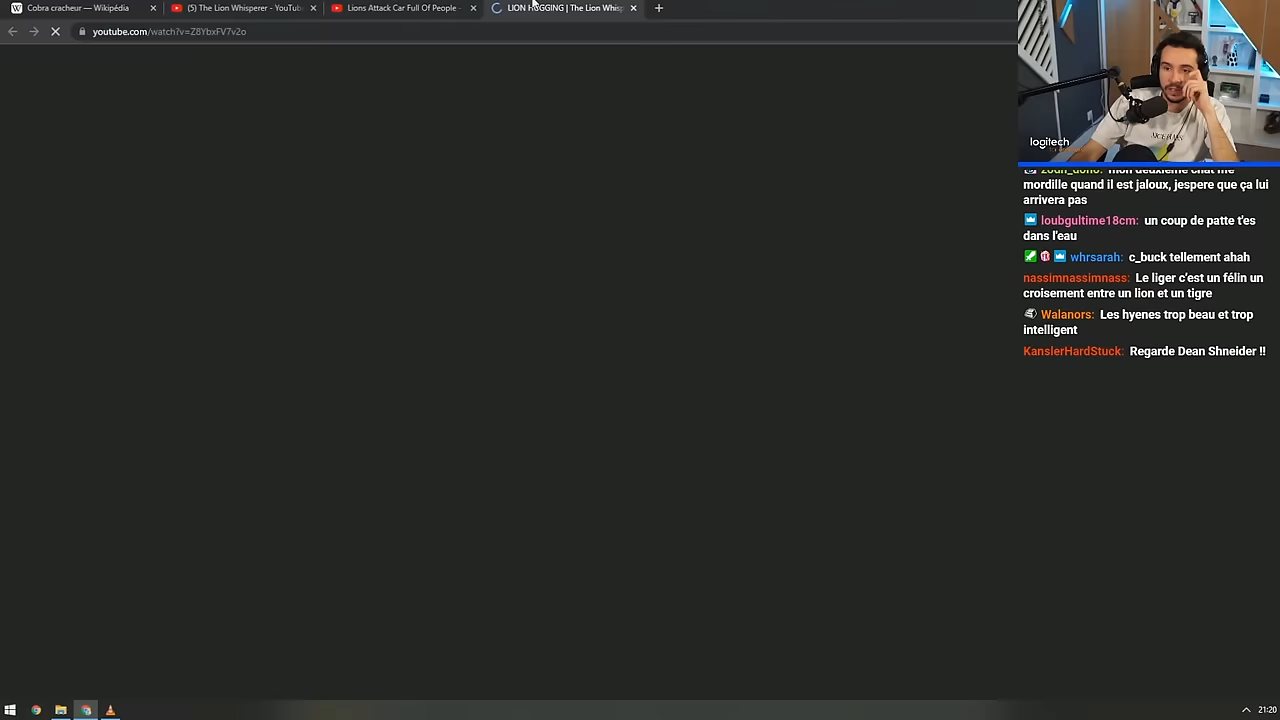 Cobra cracheur — Wikipédia
(5) The Lion Whisperer - YouTub
Lions Attack Car Full Of People -
LION HUGGING | The Lion Whisp
youtube.com/watch?v=Z8YbxFV7v2o
logitech
mon deuxième chat me
mordille quand il est jaloux, jespere que ça lui
arrivera pas
loubgultime18cm: un coup de patte t'es
dans l'eau
whrsarah: c_buck tellement ahah
nassimnassimnass: Le liger c'est un félin un
croisement entre un lion et un tigre
Walanors: Les hyenes trop beau et trop
intelligent
KanslerHardStuck: Regarde Dean Shneider !!
21:20